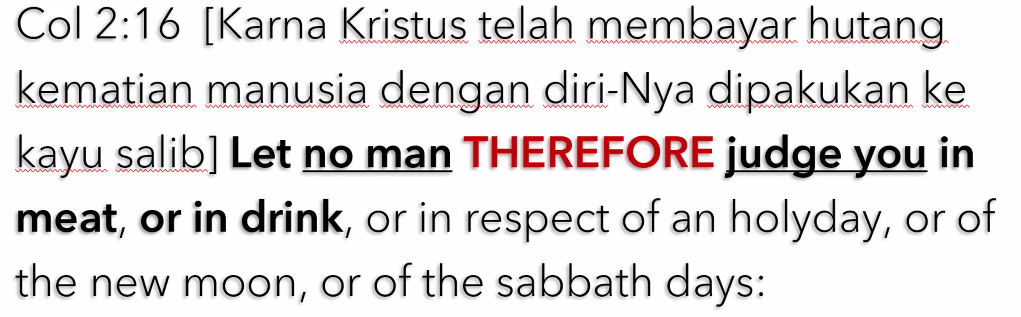 Col 2:16 [Karna Kristus telah membayar hutang
kematian manusia dengan diri-Nya dipakukan ke
kayu salib] Let no man THEREFORE judge you in
meat, or in drink, or in respect of an holyday, or of
the new moon, or of the sabbath days: